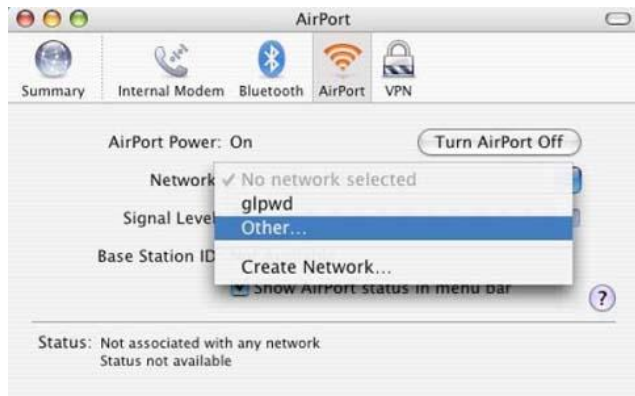 AirPort
Summary Internal Modem Bluetooth AirPort VPN
AirPort Power: On Turn AirPort Off
Network ✓ No network selected
glpwd
Signal Level
Other...
Base Station ID
Create Network...
Show AirPort status in menu bar
?
Status: Not associated with any network
Status not available